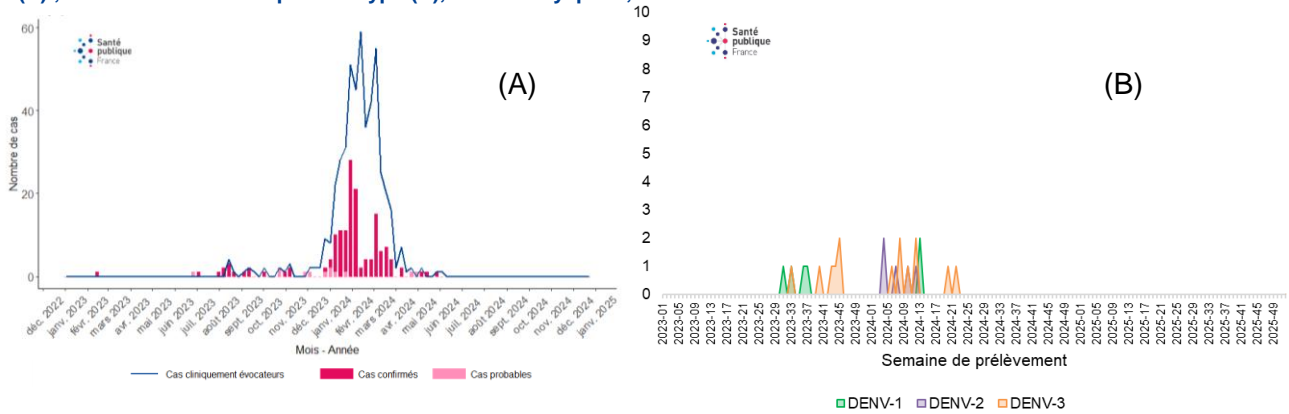 Santé
publique
France
(A)
Nombre de cas
60
40
20
0
déc. 2022
janv. 2023
févr. 2023
mars 2023
avr. 2023
mai 2023
juin 2023
juil. 2023
août 2023
sept. 2023
oct. 2023
nov. 2023
déc. 2023
janv. 2024
févr. 2024
mars 2024
avr. 2024
mai 2024
juin 2024
juil. 2024
août 2024
sept. 2024
oct. 2024
nov. 2024
déc. 2024
janv. 2025
Mois - Année
Cas cliniquement évocateurs
Cas confirmés
Cas probables
Santé
publique
France
(B)
10
9
8
7
6
5
4
3
2
1
0
2023-01
2023-05
2023-09
2023-13
2023-17
2023-21
2023-25
2023-29
2023-33
2023-37
2023-41
2023-45
2023-49
2024-01
2024-05
2024-09
2024-13
2024-17
2024-21
2024-25
2024-29
2024-33
2024-37
2024-41
2024-45
2024-49
2025-01
2025-05
2025-09
2025-13
2025-17
2025-21
2025-25
2025-29
2025-33
2025-37
2025-41
2025-45
2025-49
Semaine de prélèvement
DENV-1
DENV-2
DENV-3